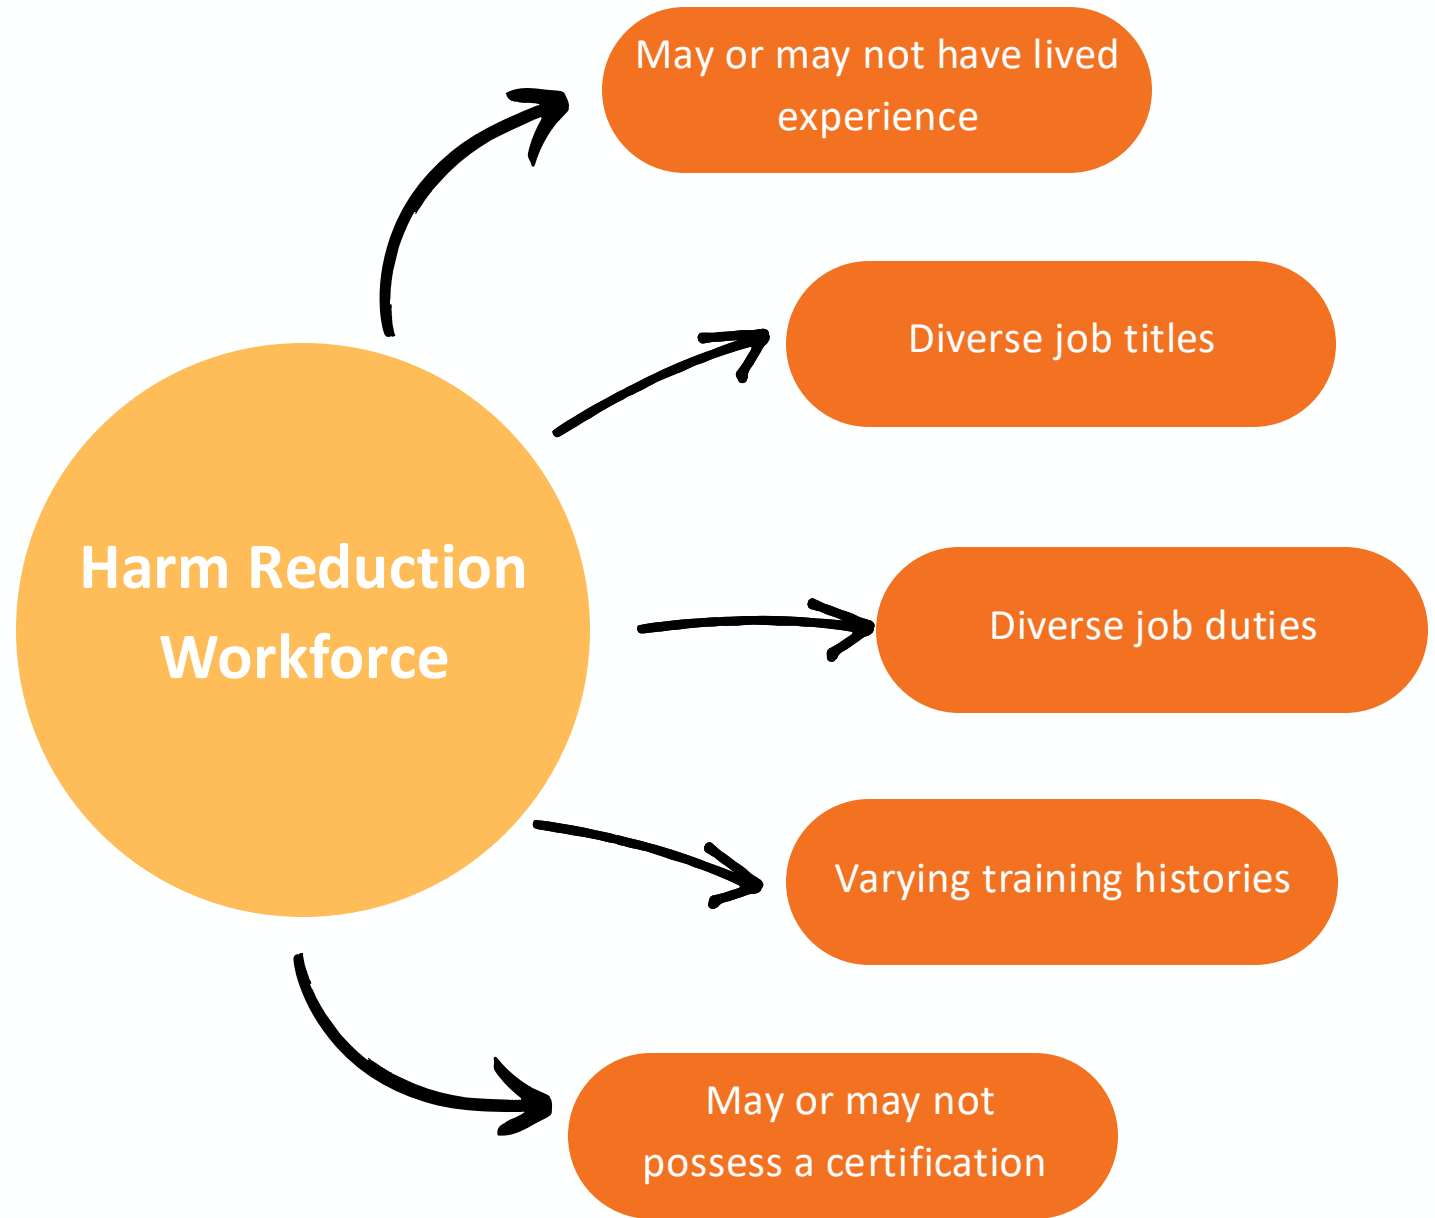 May or may not have lived
experience
Diverse job titles
Harm Reduction
Workforce
Diverse job duties
Varying training histories
May or may not
possess a certification